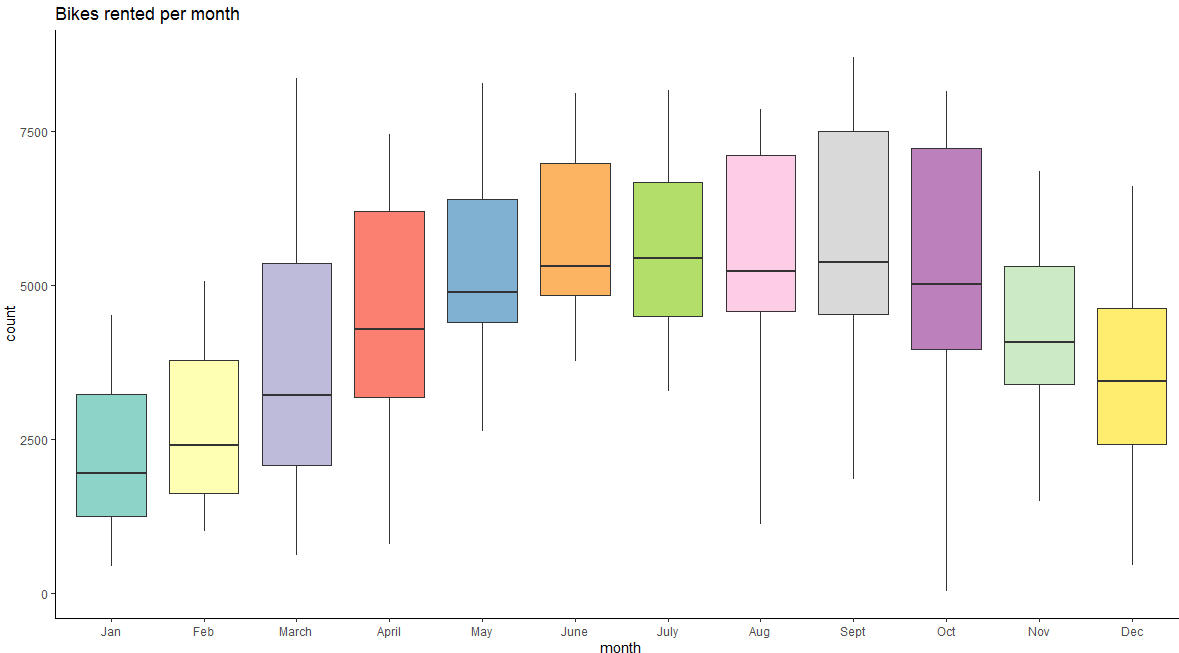 Bikes rented per month
count
7500
5000
2500
0
Jan Feb March April May June July Aug Sept Oct Nov Dec
month